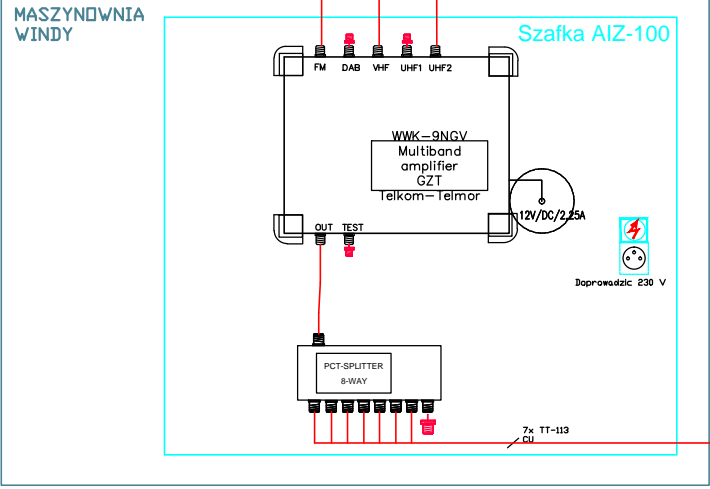 MASZYNOWNIA
WINDY
Szafka AIZ-100
FM DAB VHF UHF1 UHF2
WWK-9NGV
Multiband
amplifier
GZT
Telkom-Telmor
12V/DC/2,25A
OUT TEST
Doprowadzic 230 V
PCT-SPLITTER
8-WAY
7x TT-113
CU